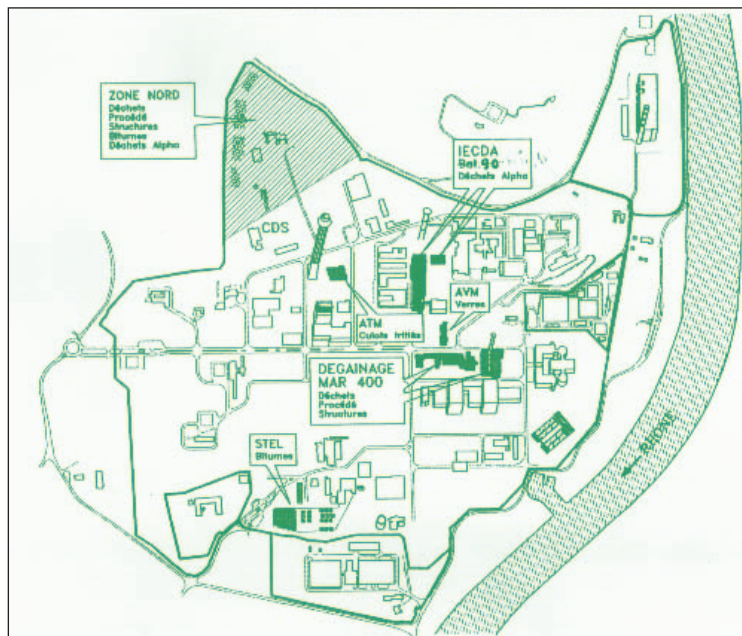 ZONE NORD
Déchets
Procédé
Structures
Bitumes
Déchets Alpha
IECDA
Bat. 90
Déchets Alpha
CDS
AVM
Verres
ATM
Culots tritiés
DEGAINAGE
MAR 400
Déchets
Procédé
Structures
STEL
Bitumes
RHONE